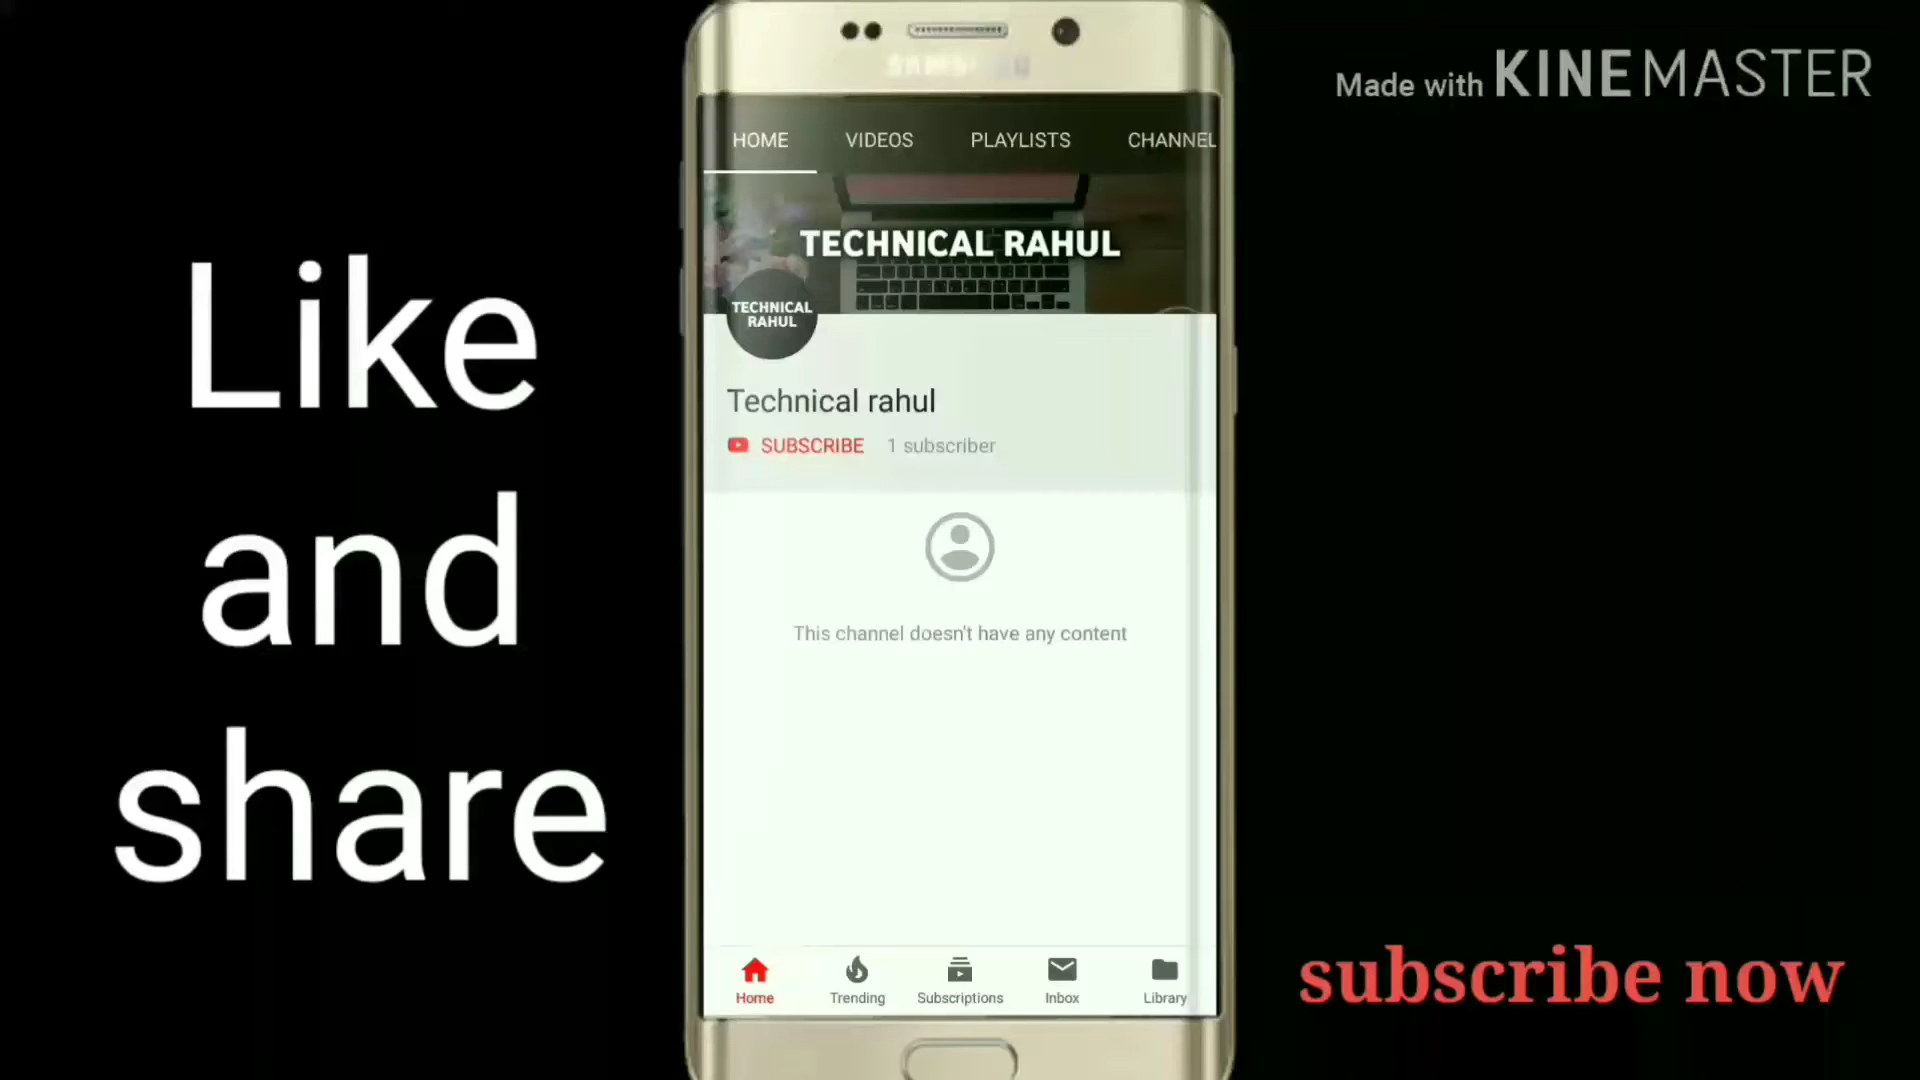 Made with KINEMASTER
SAMSUNG
HOME VIDEOS PLAYLISTS CHANNEL
TECHNICAL RAHUL
TECHNICAL
RAHUL
Technical rahul
SUBSCRIBE 1 subscriber
This channel doesn't have any content
Home Trending Subscriptions Inbox Library
Like
and
share
subscribe now